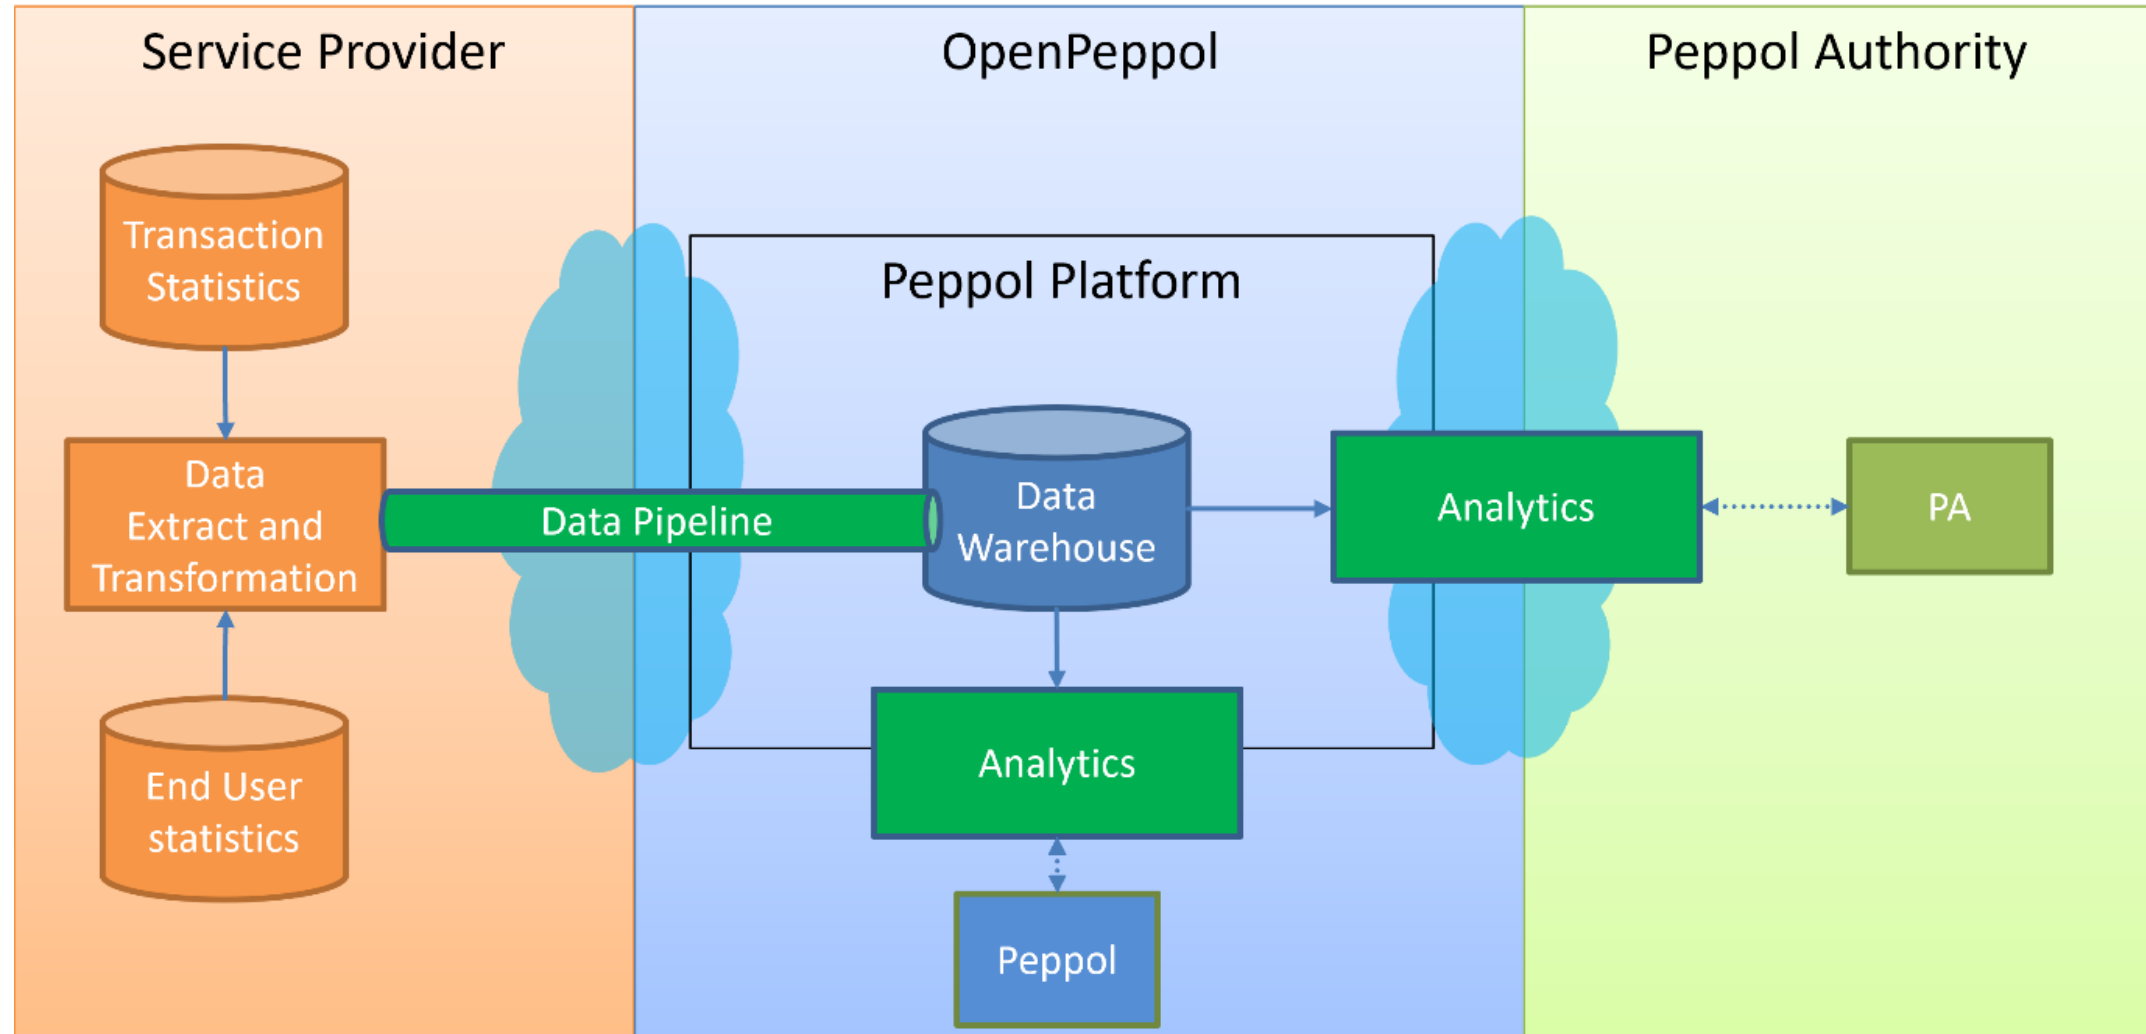 Service Provider
OpenPeppol
Peppol Authority
Transaction
Statistics
Peppol Platform
Data
Extract and
Transformation
Data Pipeline
Data
Warehouse
Analytics
PA
End User
statistics
Analytics
Peppol